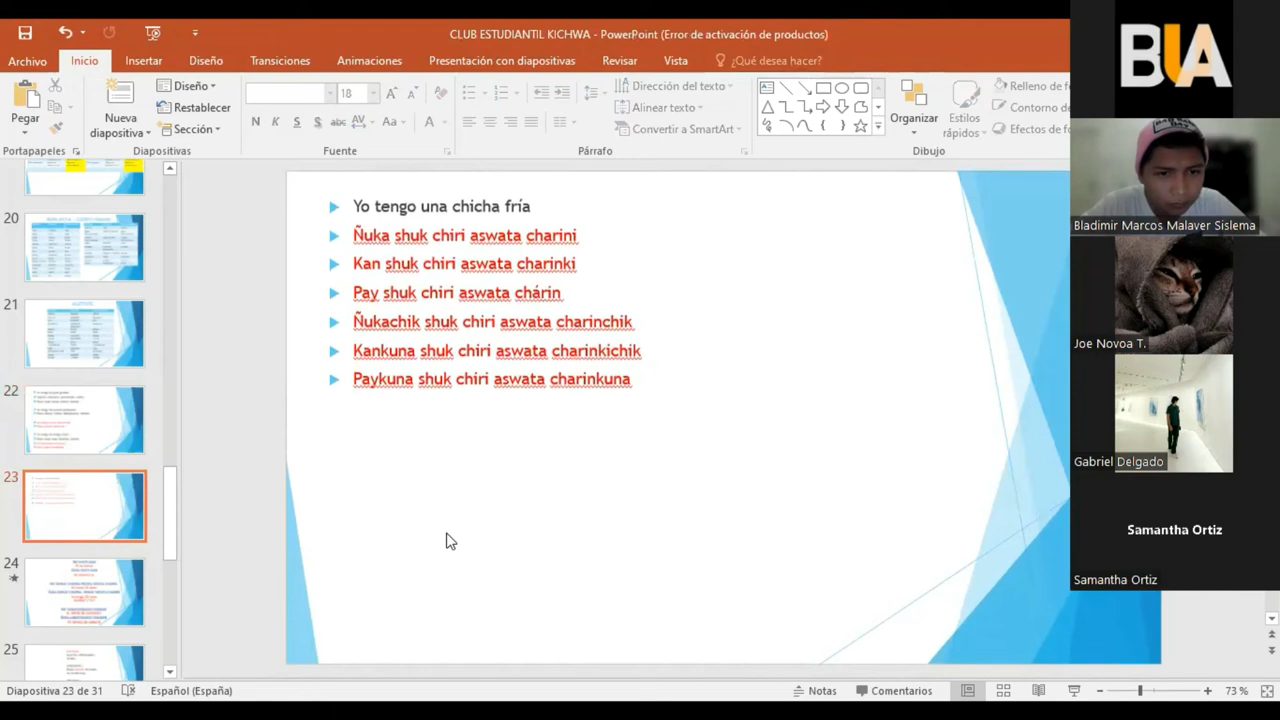 CLUB ESTUDIANTIL KICHWA - PowerPoint (Error de activación de productos)
BUA
Archivo Inicio Insertar Diseño Transiciones Animaciones Presentación con diapositivas Revisar Vista ¿Qué desea hacer?
Pegar
Nueva diapositiva
Diseño
Restablecer
Sección
18
N K S abc AV Aa A
Dirección del texto
Alinear texto
Convertir a SmartArt
Organizar
Estilos rápidos
Relleno de f
Contorno de
Efectos de fo
Portapapeles Diapositivas Fuente Párrafo Dibujo
20
21
22
23
24
25
Yo tengo una chicha fría
Ñuka shuk chiri aswata charini
Kan shuk chiri aswata charinki
Pay shuk chiri aswata chárin
Ñukachik shuk chiri aswata charinchik
Kankuna shuk chiri aswata charinkichik
Paykuna shuk chiri aswata charinkuna
Bladimir Marcos Malaver Sislema
Joe Novoa T.
Gabriel Delgado
Samantha Ortiz
Samantha Ortiz
Diapositiva 23 de 31 Español (España) Notas Comentarios 73 %